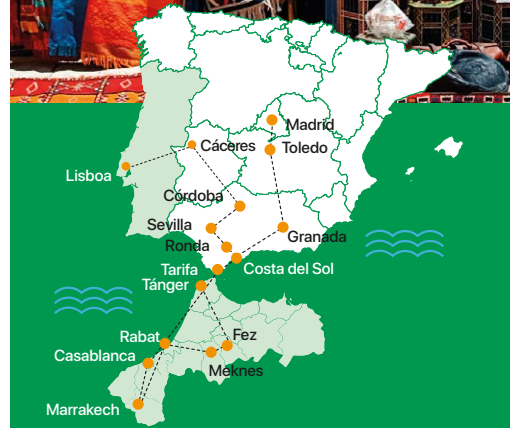 Madrid
Toledo
Cáceres
Lisboa
Córdoba
Sevilla
Granada
Ronda
Costa del Sol
Tarifa
Tánger
Rabat
Fez
Casablanca
Meknes
Marrakech